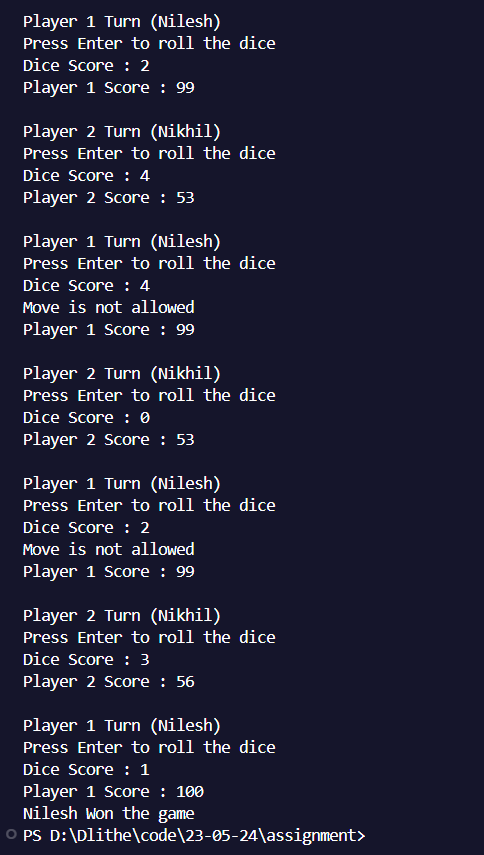 Player 1 Turn (Nilesh)
Press Enter to roll the dice
Dice Score : 2
Player 1 Score : 99

Player 2 Turn (Nikhil)
Press Enter to roll the dice
Dice Score : 4
Player 2 Score : 53

Player 1 Turn (Nilesh)
Press Enter to roll the dice
Dice Score : 4
Move is not allowed
Player 1 Score : 99

Player 2 Turn (Nikhil)
Press Enter to roll the dice
Dice Score : 0
Player 2 Score : 53

Player 1 Turn (Nilesh)
Press Enter to roll the dice
Dice Score : 2
Move is not allowed
Player 1 Score : 99

Player 2 Turn (Nikhil)
Press Enter to roll the dice
Dice Score : 3
Player 2 Score : 56

Player 1 Turn (Nilesh)
Press Enter to roll the dice
Dice Score : 1
Player 1 Score : 100
Nilesh Won the game
PS D:\Dlithe\code\23-05-24\assignment>